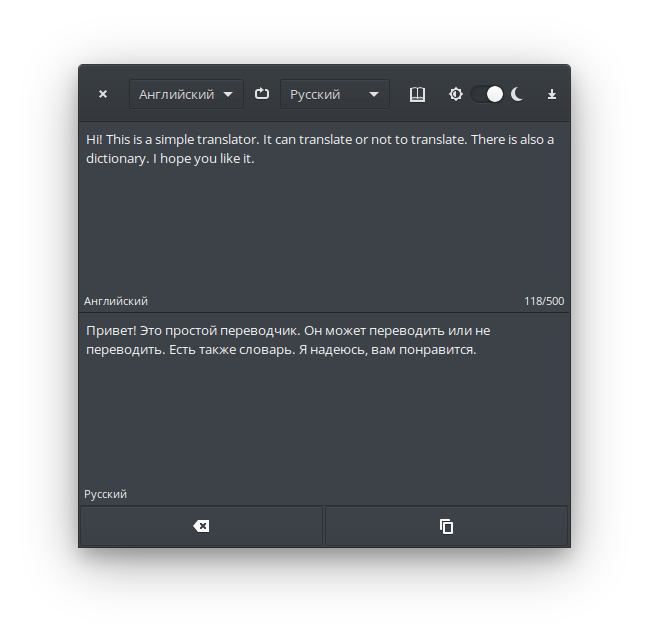 Английский
Русский
Hi! This is a simple translator. It can translate or not to translate. There is also a
dictionary. I hope you like it.
Английский
118/500
Привет! Это простой переводчик. Он может переводить или не
переводить. Есть также словарь. Я надеюсь, вам понравится.
Русский